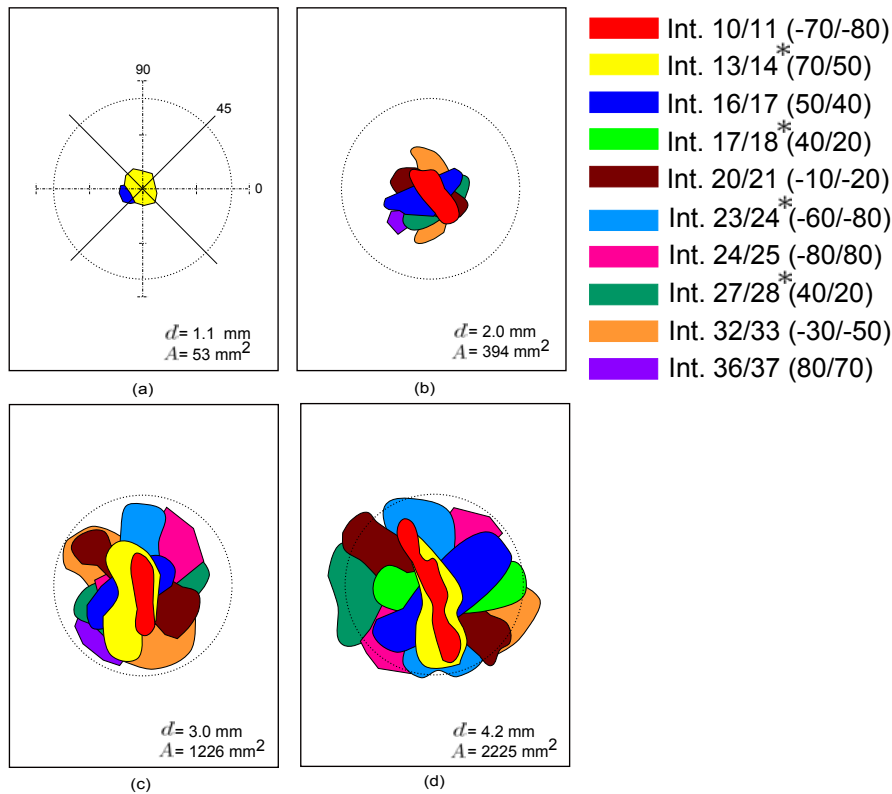 90
45
0
d = 1.1 mm
A = 53 mm²
(a)
d = 2.0 mm
A = 394 mm²
(b)
Int. 10/11 (-70/-80)
Int. 13/14* (70/50)
Int. 16/17 (50/40)
Int. 17/18* (40/20)
Int. 20/21 (-10/-20)
Int. 23/24* (-60/-80)
Int. 24/25 (-80/80)
Int. 27/28* (40/20)
Int. 32/33 (-30/-50)
Int. 36/37 (80/70)
d = 3.0 mm
A = 1226 mm²
(c)
d = 4.2 mm
A = 2225 mm²
(d)